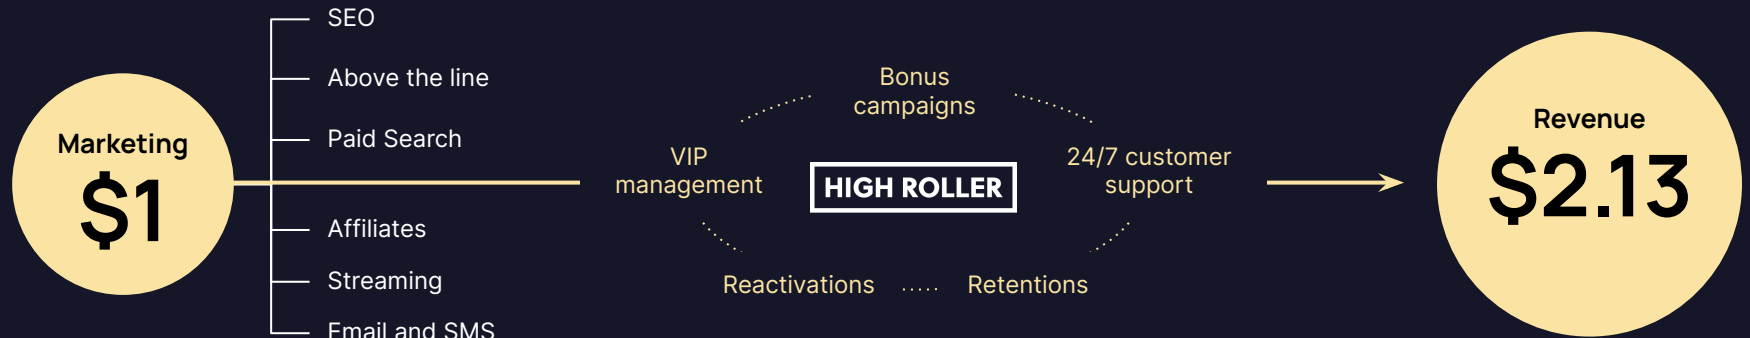 Marketing
$1
SEO
Above the line
Paid Search
Affiliates
Streaming
Email and SMS
Bonus
campaigns
VIP
management
HIGH ROLLER
24/7 customer
support
Reactivations
Retentions
Revenue
$2.13